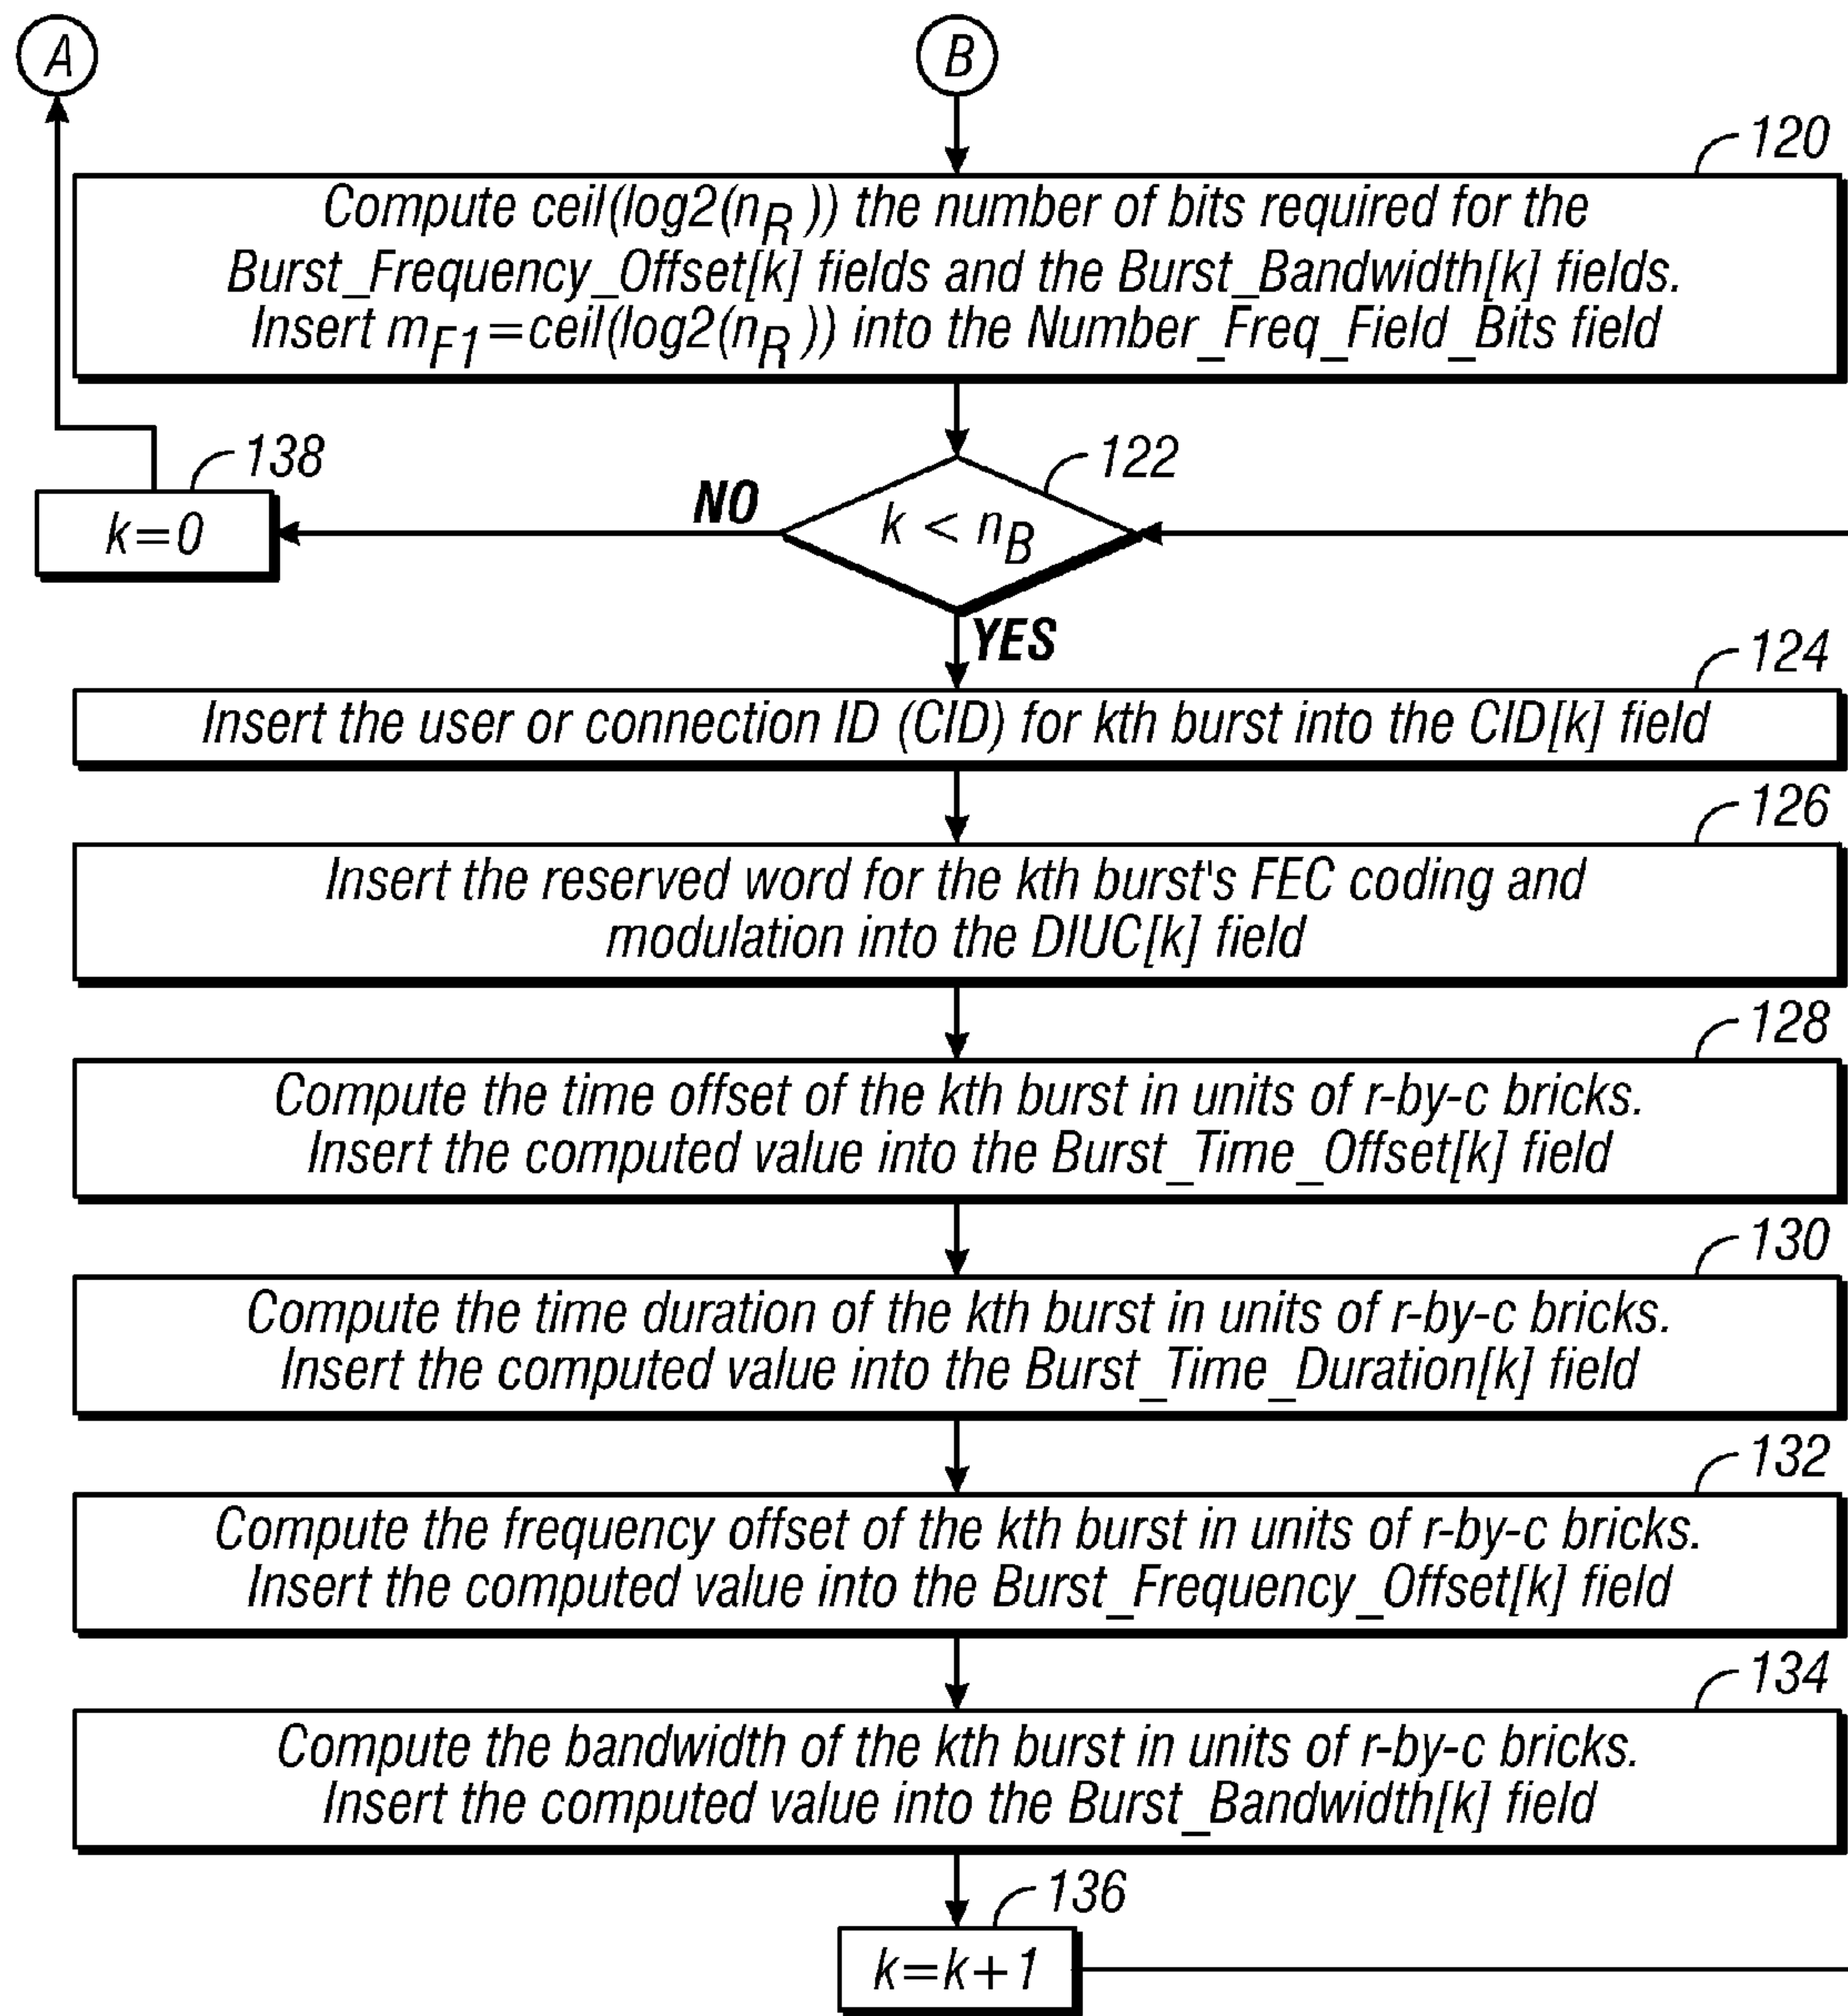 A
B
120
Compute ceil(log2(n_R)) the number of bits required for the
Burst_Frequency_Offset[k] fields and the Burst_Bandwidth[k] fields.
Insert m_F1=ceil(log2(n_R)) into the Number_Freq_Field_Bits field
138
122
NO
k=0
k < n_B
YES
124
Insert the user or connection ID (CID) for kth burst into the CID[k] field
126
Insert the reserved word for the kth burst's FEC coding and
modulation into the DIUC[k] field
128
Compute the time offset of the kth burst in units of r-by-c bricks.
Insert the computed value into the Burst_Time_Offset[k] field
130
Compute the time duration of the kth burst in units of r-by-c bricks.
Insert the computed value into the Burst_Time_Duration[k] field
132
Compute the frequency offset of the kth burst in units of r-by-c bricks.
Insert the computed value into the Burst_Frequency_Offset[k] field
134
Compute the bandwidth of the kth burst in units of r-by-c bricks.
Insert the computed value into the Burst_Bandwidth[k] field
136
k=k+1